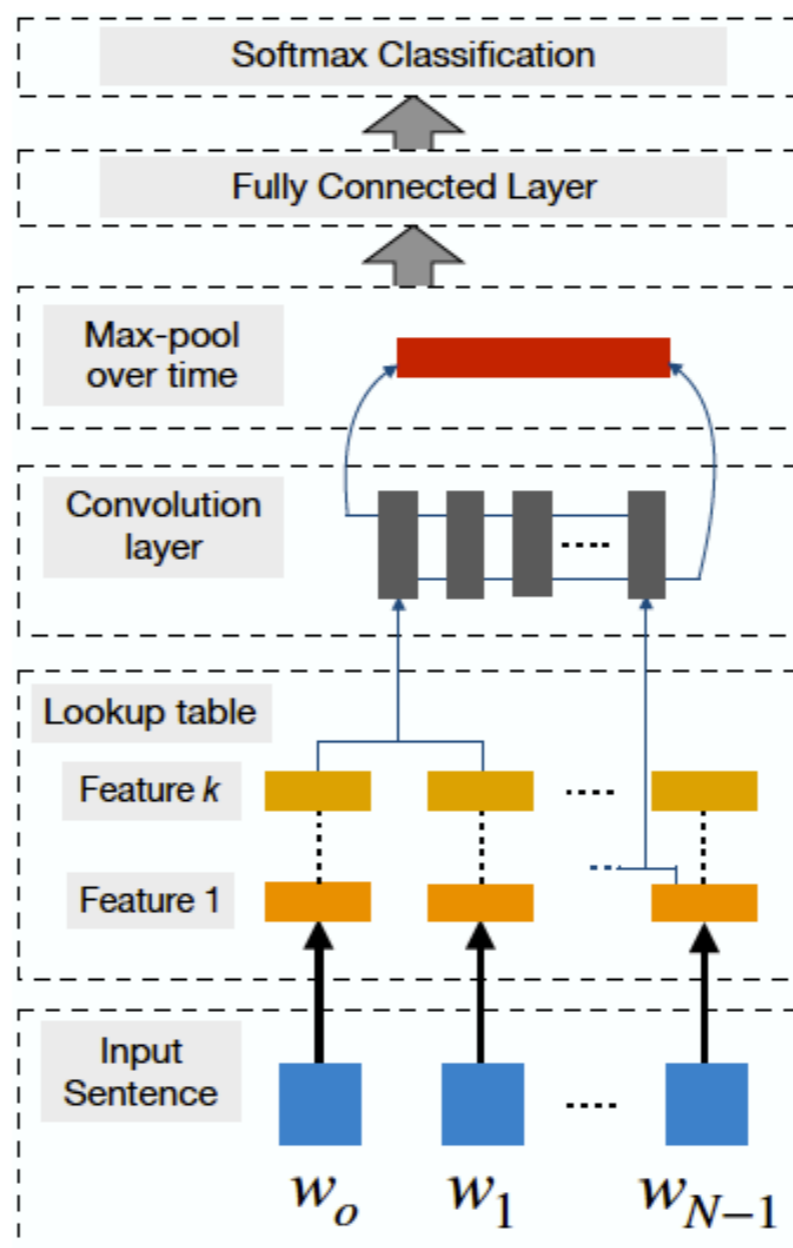 Softmax Classification
Fully Connected Layer
Max-pool
over time
Convolution
layer
Lookup table
Feature k
Feature 1
Input
Sentence
w_o
w_1
w_{N-1}